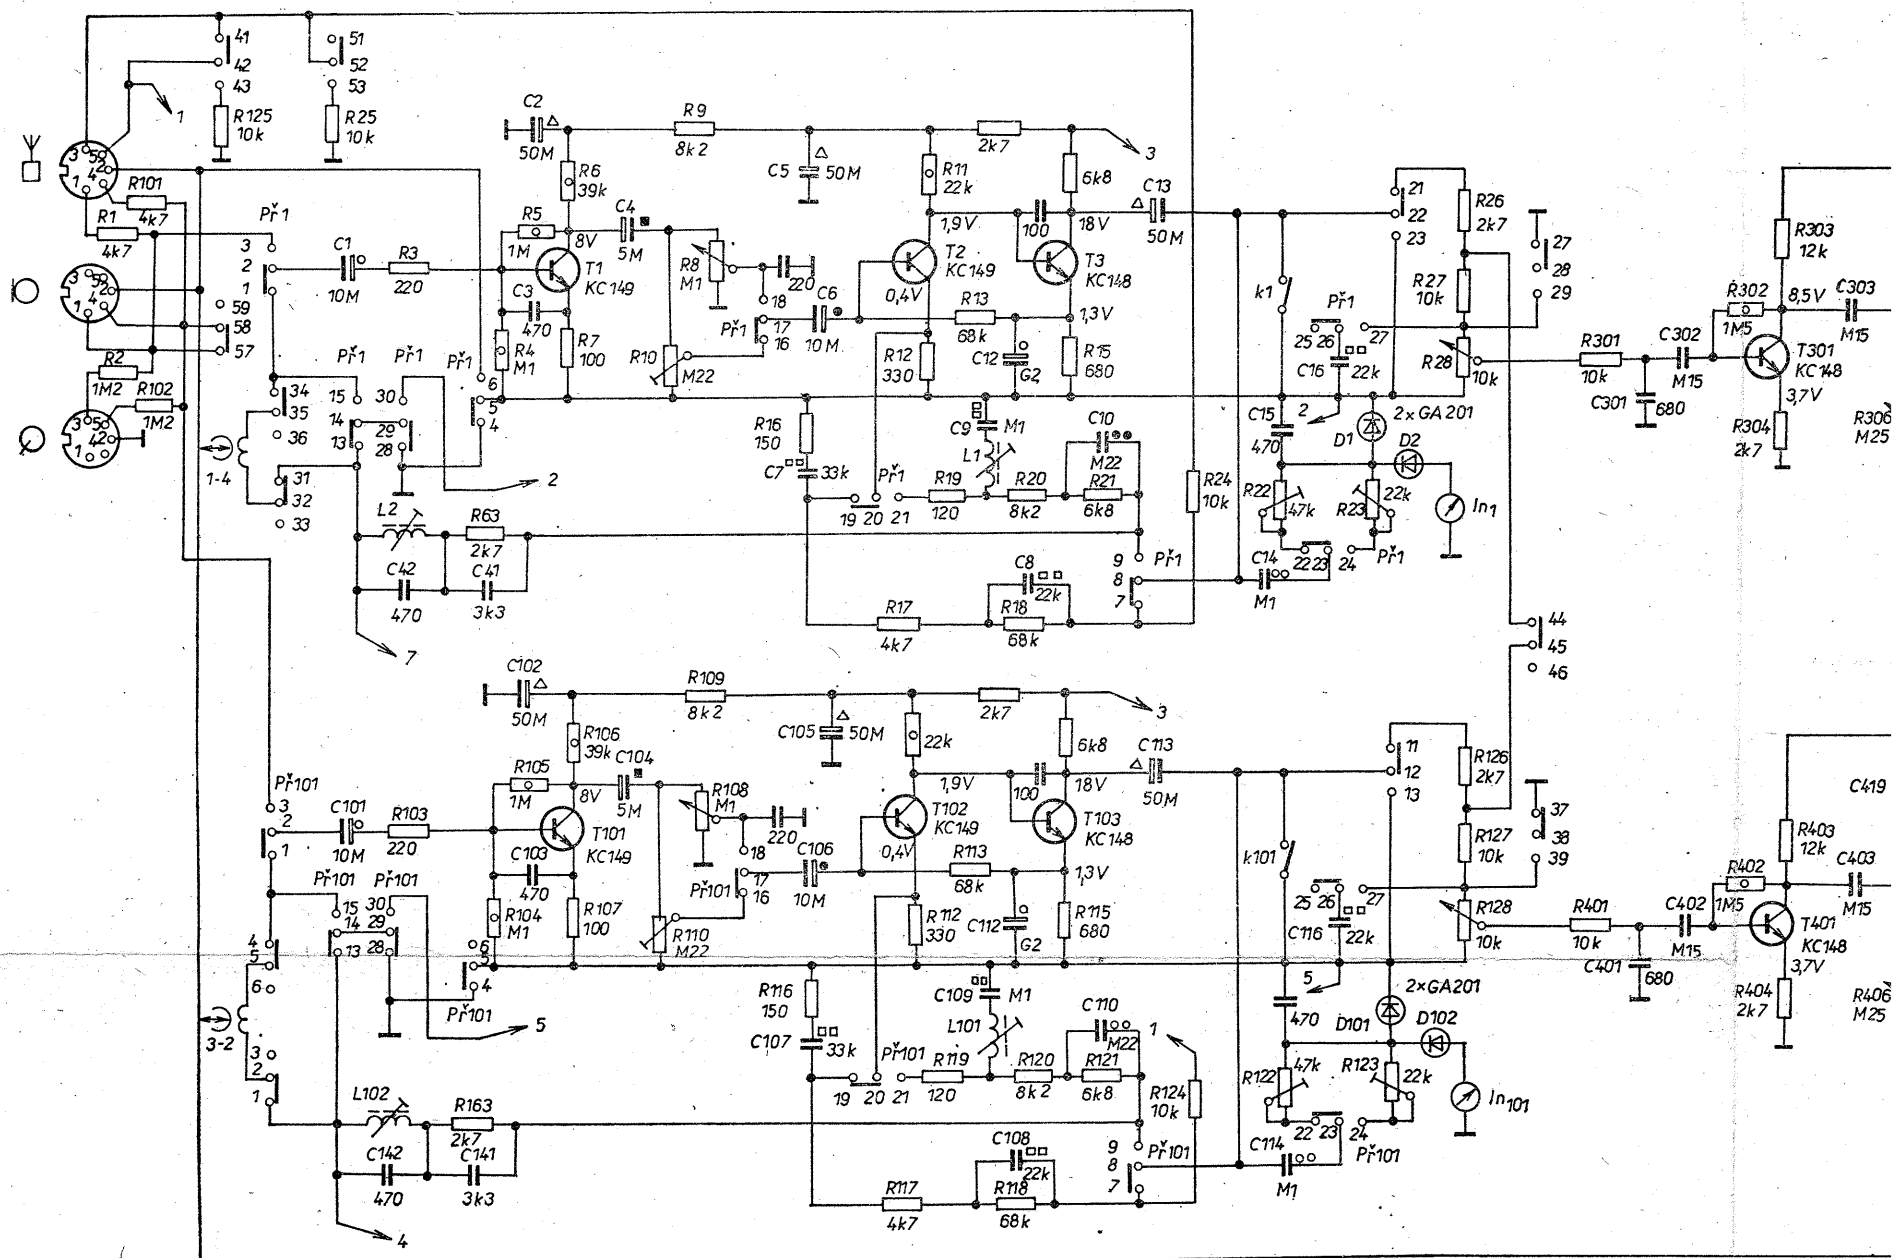 41
42
43
51
52
53
1
R125
10k
R25
10k
3
5
2
4
1
R101
4k7
R1
4k7
Př1
3
2
1
C1
10M
R3
220
C2
50M
R9
8k2
R6
39k
R5
1M
8V
C4
5M
T1
KC149
C3
470
R4
M1
R7
100
R8
M1
220
18
17
16
Př1
R10
M22
C5
50M
C6
10M
R11
22k
2k7
6k8
3
1,9V
100
18V
C13
50M
T2
KC149
0,4V
T3
KC148
R13
68k
1,3V
R12
330
C12
G2
R15
680
k1
21
22
23
R26
2k7
R27
10k
27
28
29
Př1
25 26
27
C16
22k
R28
10k
R301
10k
C302
M15
C301
680
R302
1M5
8,5V
R303
12k
C303
M15
T301
KC148
3,7V
R304
2k7
R306
M25
3
5
2
4
1
59
58
57
R2
1M2
R102
1M2
3
5
4
2
1
34
35
36
1-4
31
32
33
Př1
15
14
13
Př1
30
29
28
Př1
6
5
4
2
L2
R63
2k7
C42
470
C41
3k3
7
R16
150
C7
33k
Př1
19 20 21
R19
120
C9
M1
L1
R20
8k2
C10
M22
R21
6k8
R24
10k
9
8
7
Př1
R17
4k7
C8
22k
R18
68k
C15
470
2
D1
2×GA201
D2
R22
47k
R23
22k
In1
22 23 24
Př1
C14
M1
44
45
46
C102
50M
R109
8k2
R106
39k
R105
1M
8V
C104
5M
C105
50M
22k
2k7
6k8
3
1,9V
100
18V
C113
50M
Př101
3
2
1
C101
10M
R103
220
T101
KC149
C103
470
R104
M1
R107
100
R108
M1
220
18
17
16
Př101
R110
M22
C106
10M
T102
KC149
0,4V
T103
KC148
R113
68k
1,3V
R112
330
C112
G2
R115
680
k101
11
12
13
R126
2k7
R127
10k
37
38
39
25 26
27
C116
22k
R128
10k
R401
10k
C402
M15
C401
680
R402
1M5
R403
12k
C419
C403
M15
T401
KC148
3,7V
R404
2k7
R406
M25
4
5
6
3-2
3
2
1
Př101
15
14
13
Př101
30
29
28
6
5
4
Př101
5
L102
R163
2k7
C142
470
C141
3k3
4
R116
150
C107
33k
Př101
19 20 21
R119
120
C109
M1
L101
R120
8k2
C110
M22
R121
6k8
1
R124
10k
9
8
7
Př101
R117
4k7
C108
22k
R118
68k
470
5
2×GA201
D101
D102
R122
47k
R123
22k
In101
22 23 24
Př101
C114
M1